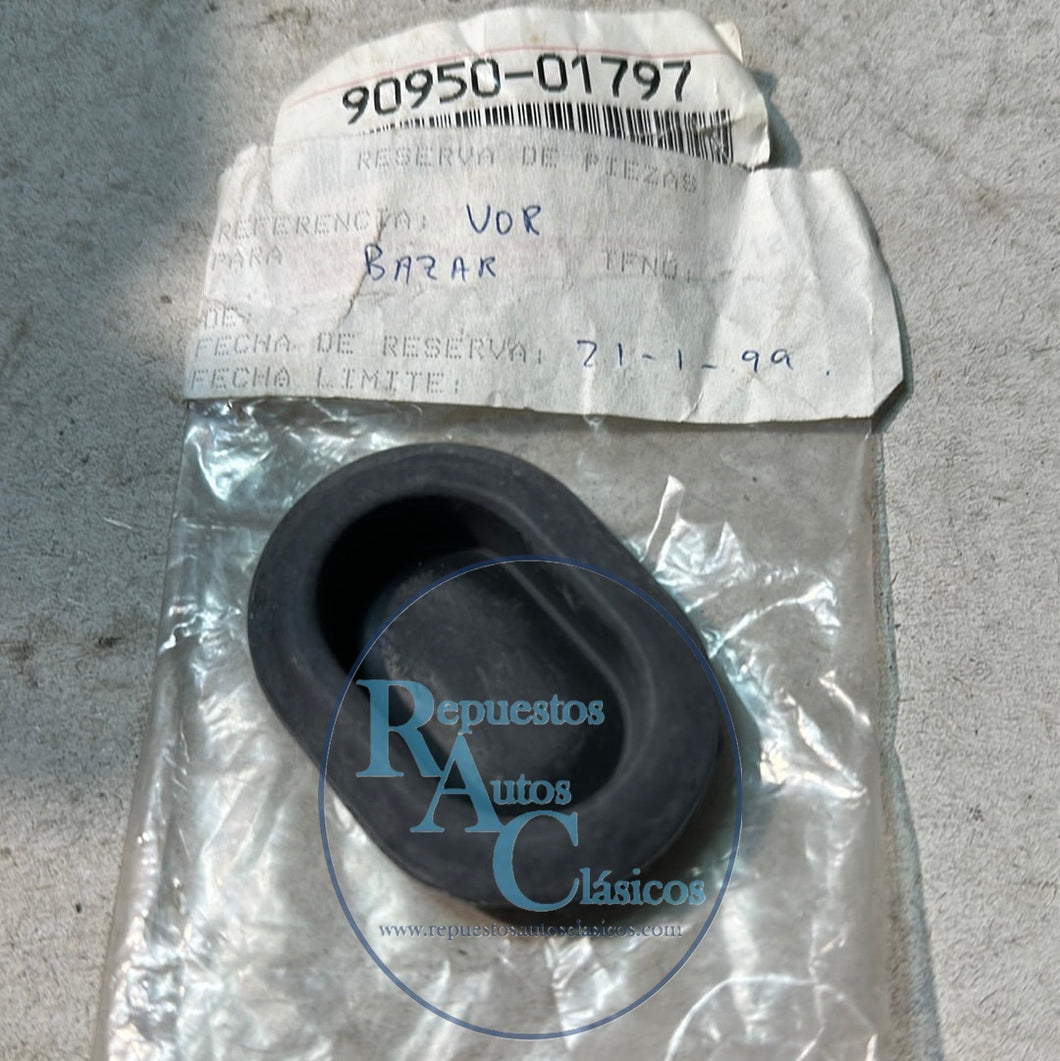 90950-01797
RESERVA DE PIEZAS
REFERENCIA: VOR
PARA BAZAR TFNO.
DE:
FECHA DE RESERVA: 21-1-99.
FECHA LIMITE:
Repuestos
Autos
Clásicos
www.repuestosautosclasicos.com